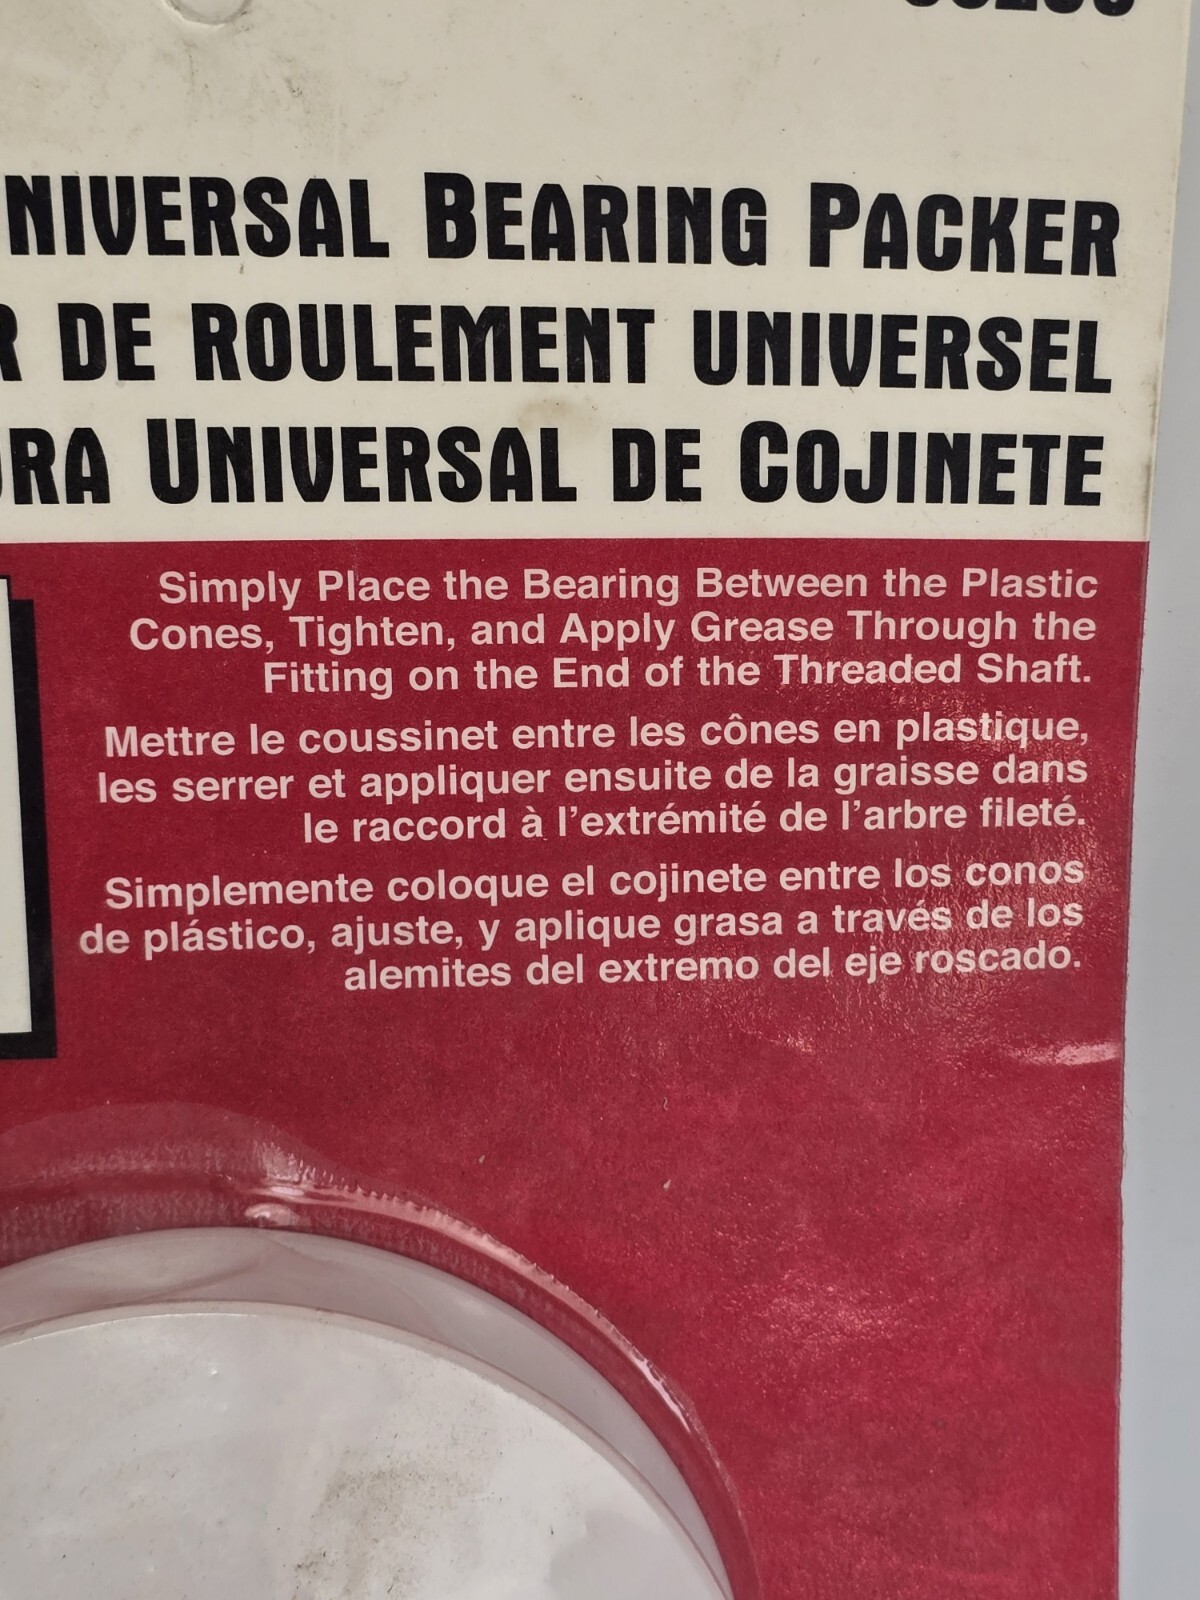 NIVERSAL BEARING PACKER
R DE ROULEMENT UNIVERSEL
RA UNIVERSAL DE COJINETE
Simply Place the Bearing Between the Plastic
Cones, Tighten, and Apply Grease Through the
Fitting on the End of the Threaded Shaft.
Mettre le coussinet entre les cônes en plastique,
les serrer et appliquer ensuite de la graisse dans
le raccord à l'extrémité de l'arbre fileté.
Simplemente coloque el cojinete entre los conos
de plástico, ajuste, y aplique grasa a través de los
alemites del extremo del eje roscado.